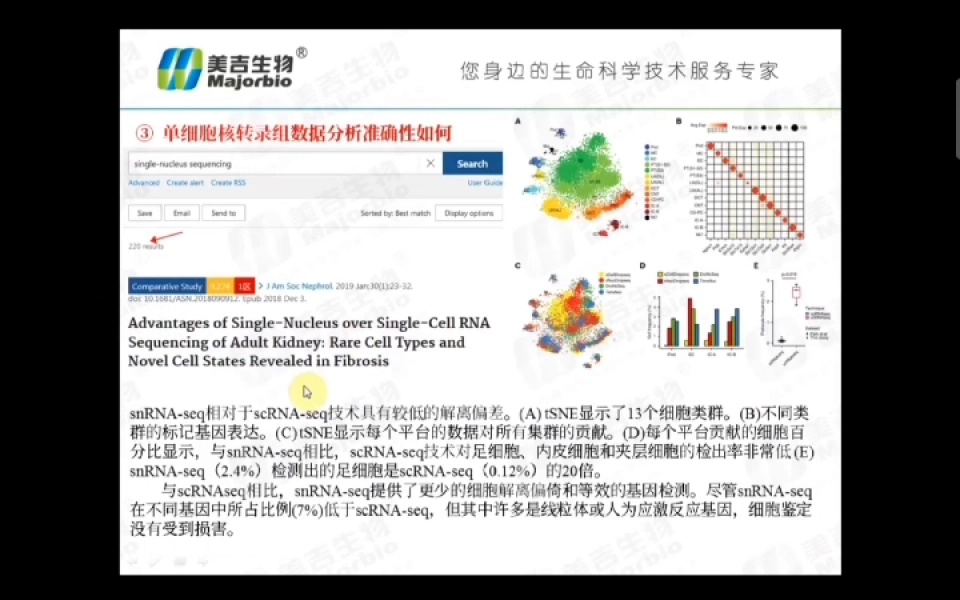 美吉生物®
Majorbio
您身边的生命科学技术服务专家
③ 单细胞核转录组数据分析准确性如何
single-nucleus sequencing
Search
Advanced Create alert Create RSS
User Guide
Save Email Send to
Sorted by: Best match Display options
220 results
Comparative Study 9.274 1区 > J Am Soc Nephrol. 2019 Jan;30(1):23-32.
doi: 10.1681/ASN.2018090912. Epub 2018 Dec 3.
Advantages of Single-Nucleus over Single-Cell RNA
Sequencing of Adult Kidney: Rare Cell Types and
Novel Cell States Revealed in Fibrosis
A
B
C
D
E
snRNA-seq相对于scRNA-seq技术具有较低的解离偏差。(A) tSNE显示了13个细胞类群。(B)不同类
群的标记基因表达。(C) tSNE显示每个平台的数据对所有集群的贡献。(D)每个平台贡献的细胞百
分比显示，与snRNA-seq相比，scRNA-seq技术对足细胞、内皮细胞和夹层细胞的检出率非常低 (E)
snRNA-seq（2.4%）检测出的足细胞是scRNA-seq（0.12%）的20倍。
与scRNAseq相比，snRNA-seq提供了更少的细胞解离偏倚和等效的基因检测。尽管snRNA-seq
在不同基因中所占比例(7%)低于scRNA-seq，但其中许多是线粒体或人为应激反应基因，细胞鉴定
没有受到损害。